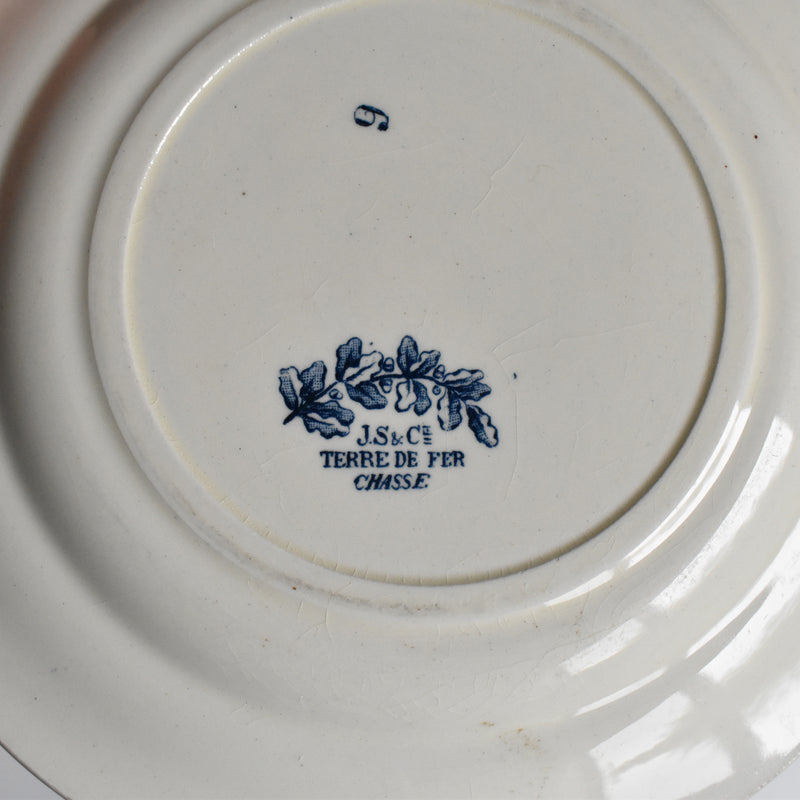 9
J.S & CIE
TERRE DE FER
CHASSE